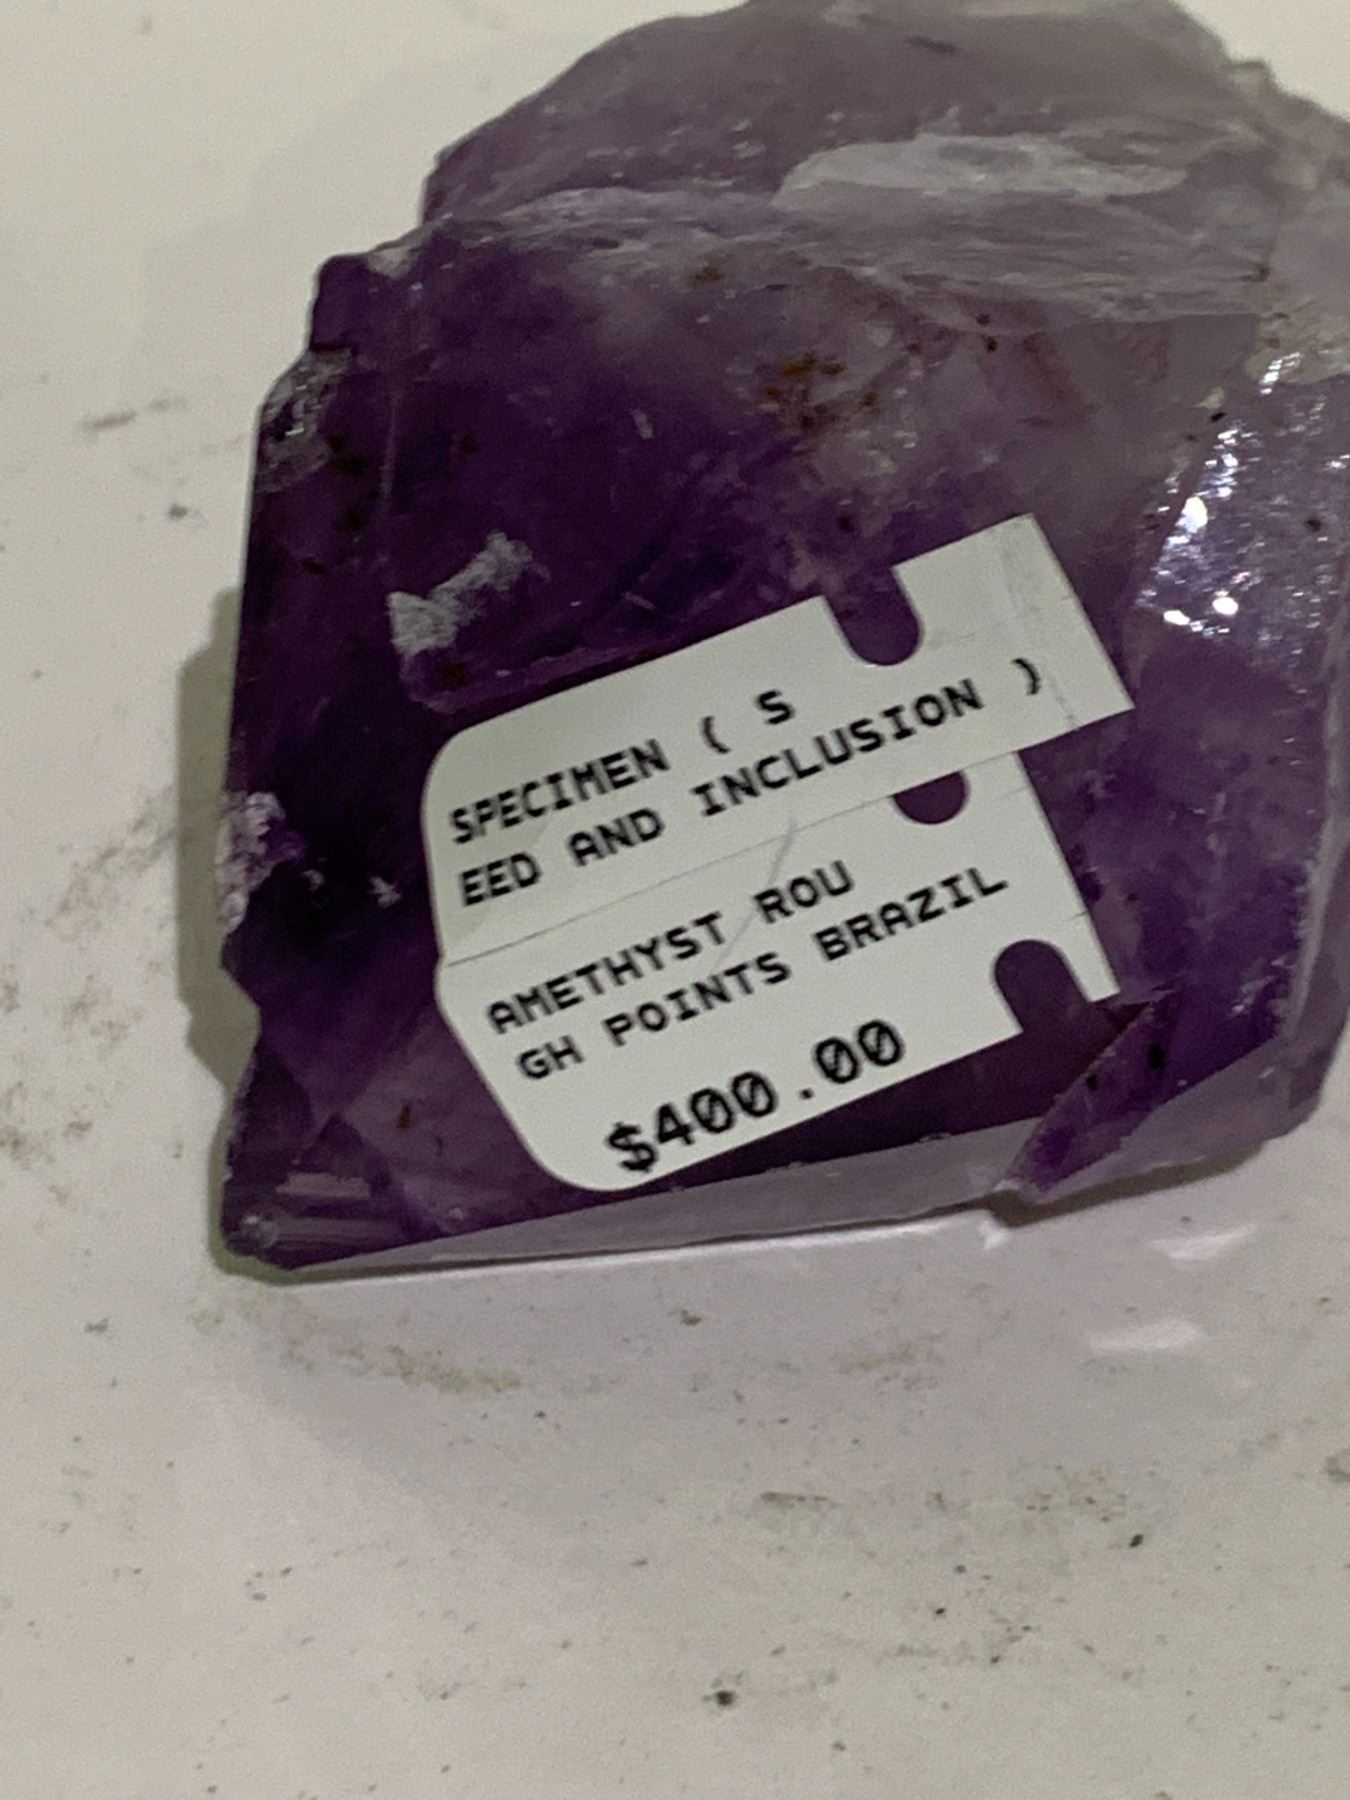 SPECIMEN ( S
EED AND INCLUSION )
AMETHYST ROU
GH POINTS BRAZIL
$400.00